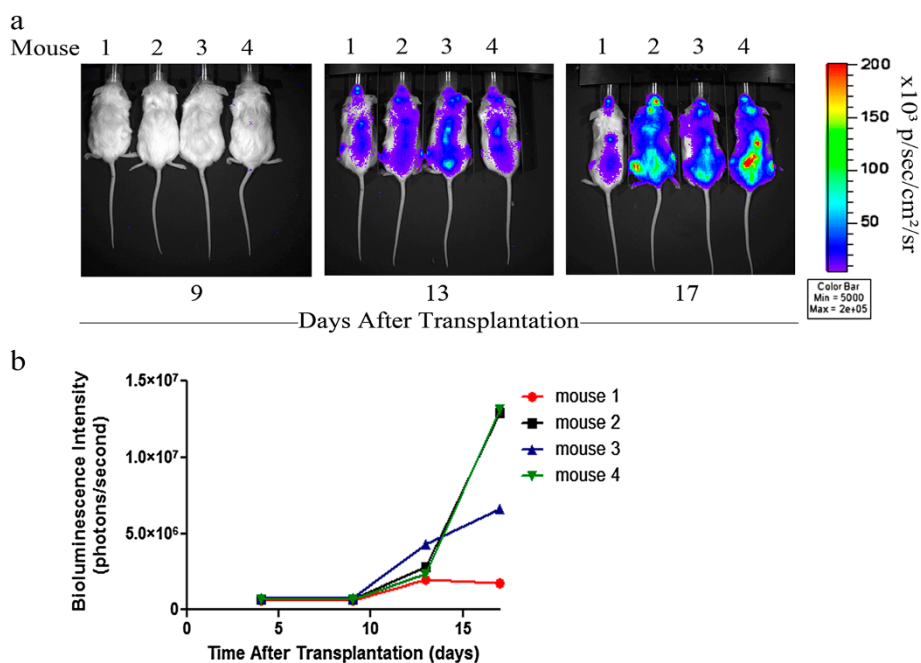 a
Mouse 1 2 3 4 1 2 3 4 1 2 3 4
200
150
100
50
x10³ p/sec/cm²/sr
Color Bar
Min = 5000
Max = 2e+05
9 13 17
Days After Transplantation
b
Bioluminescence Intensity
(photons/second)
1.5×10⁷
1.0×10⁷
5.0×10⁶
0
0 5 10 15
Time After Transplantation (days)
mouse 1
mouse 2
mouse 3
mouse 4